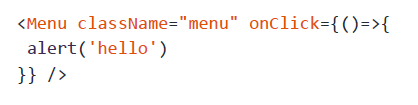 <Menu className="menu" onClick={()=>{
 alert('hello')
}} />